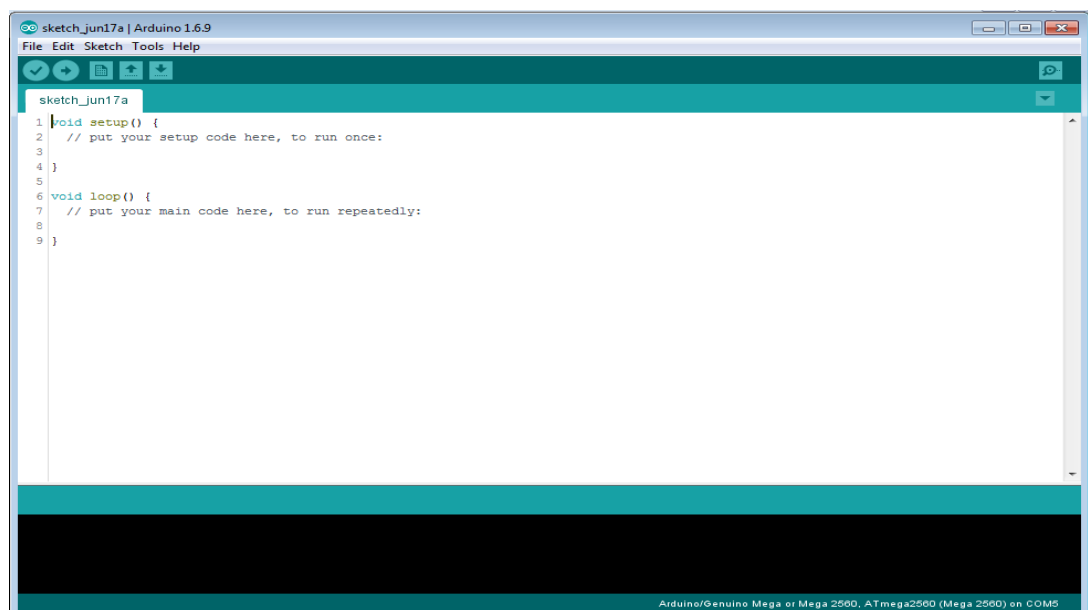 sketch_jun17a | Arduino 1.6.9
File Edit Sketch Tools Help
sketch_jun17a
1 void setup() {
2 // put your setup code here, to run once:
3
4 }
5
6 void loop() {
7 // put your main code here, to run repeatedly:
8
9 }
Arduino/Genuino Mega or Mega 2560, ATmega2560 (Mega 2560) on COM5